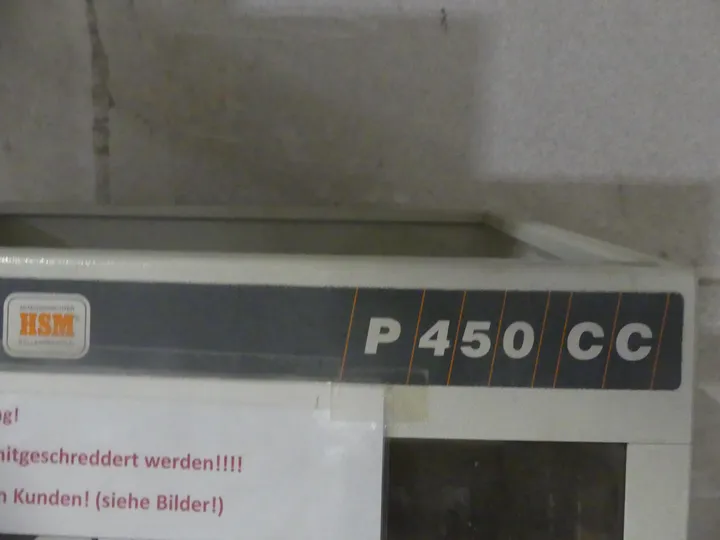 HSM
P 450 CC
g!
mitgeschreddert werden!!!!
n Kunden! (siehe Bilder!)